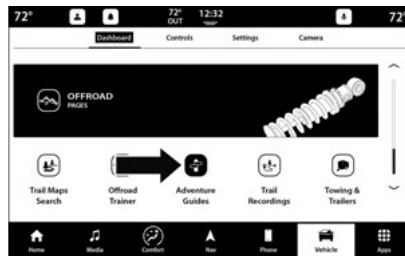 72° 72° OUT 12:32 72°
Dashboard Controls Settings Camera
OFFROAD
PAGES
Trail Maps Search
Offroad Trainer
Adventure Guides
Trail Recordings
Towing & Trailers
Home Media Comfort Nav Phone Vehicle Apps